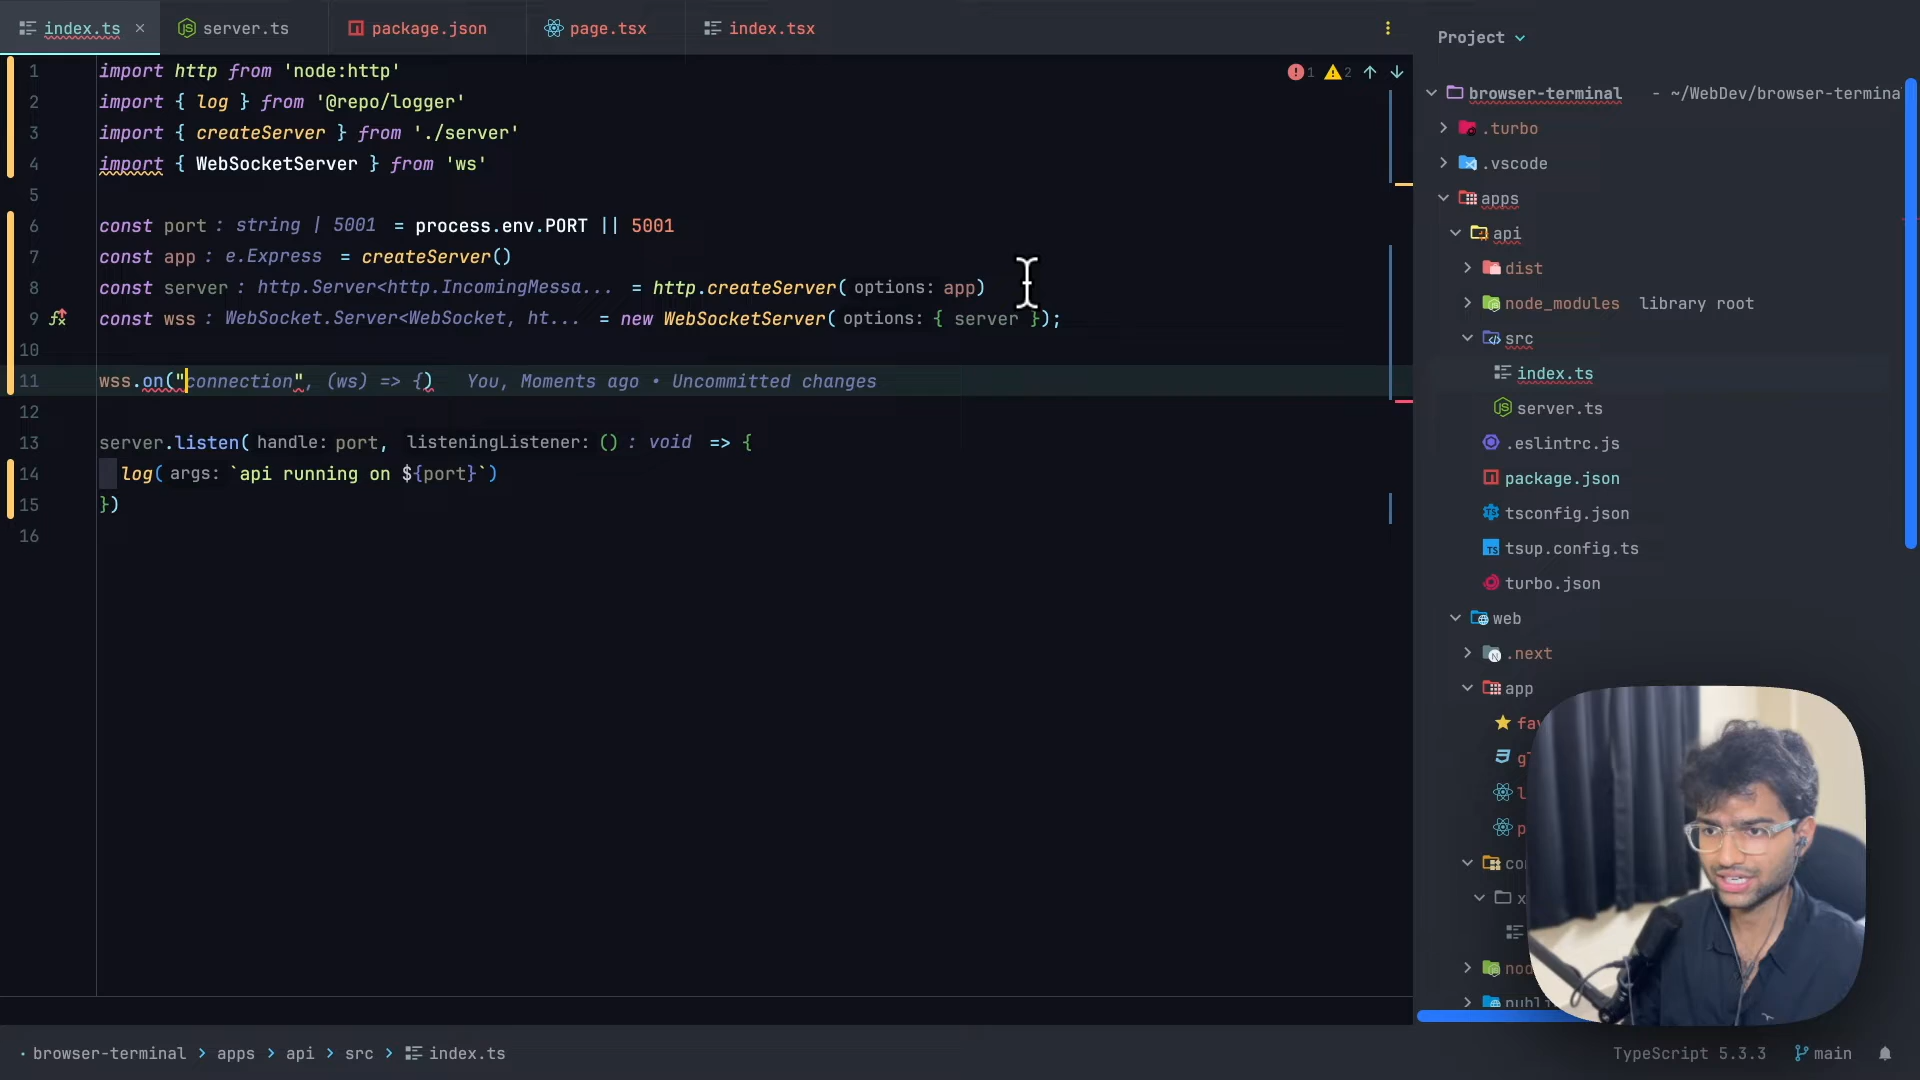 index.ts
server.ts
package.json
page.tsx
index.tsx
Project
1 import http from 'node:http'
1 2
2 import { log } from '@repo/logger'
3 import { createServer } from './server'
4 import { WebSocketServer } from 'ws'
5
6 const port : string | 5001 = process.env.PORT || 5001
7 const app : e.Express = createServer()
8 const server : http.Server<http.IncomingMessa... = http.createServer( options: app)
9 const wss : WebSocket.Server<WebSocket, ht... = new WebSocketServer( options: { server });
10
11 wss.on("connection", (ws) => {) You, Moments ago • Uncommitted changes
12
13 server.listen( handle: port, listeningListener: () : void => {
14 log( args: `api running on ${port}`)
15 })
16
browser-terminal - ~/WebDev/browser-termina
.turbo
.vscode
apps
api
dist
node_modules library root
src
index.ts
server.ts
.eslintrc.js
package.json
tsconfig.json
tsup.config.ts
turbo.json
web
.next
app
fav
g
l
p
co
x
nod
publi
browser-terminal > apps > api > src > index.ts
TypeScript 5.3.3 main